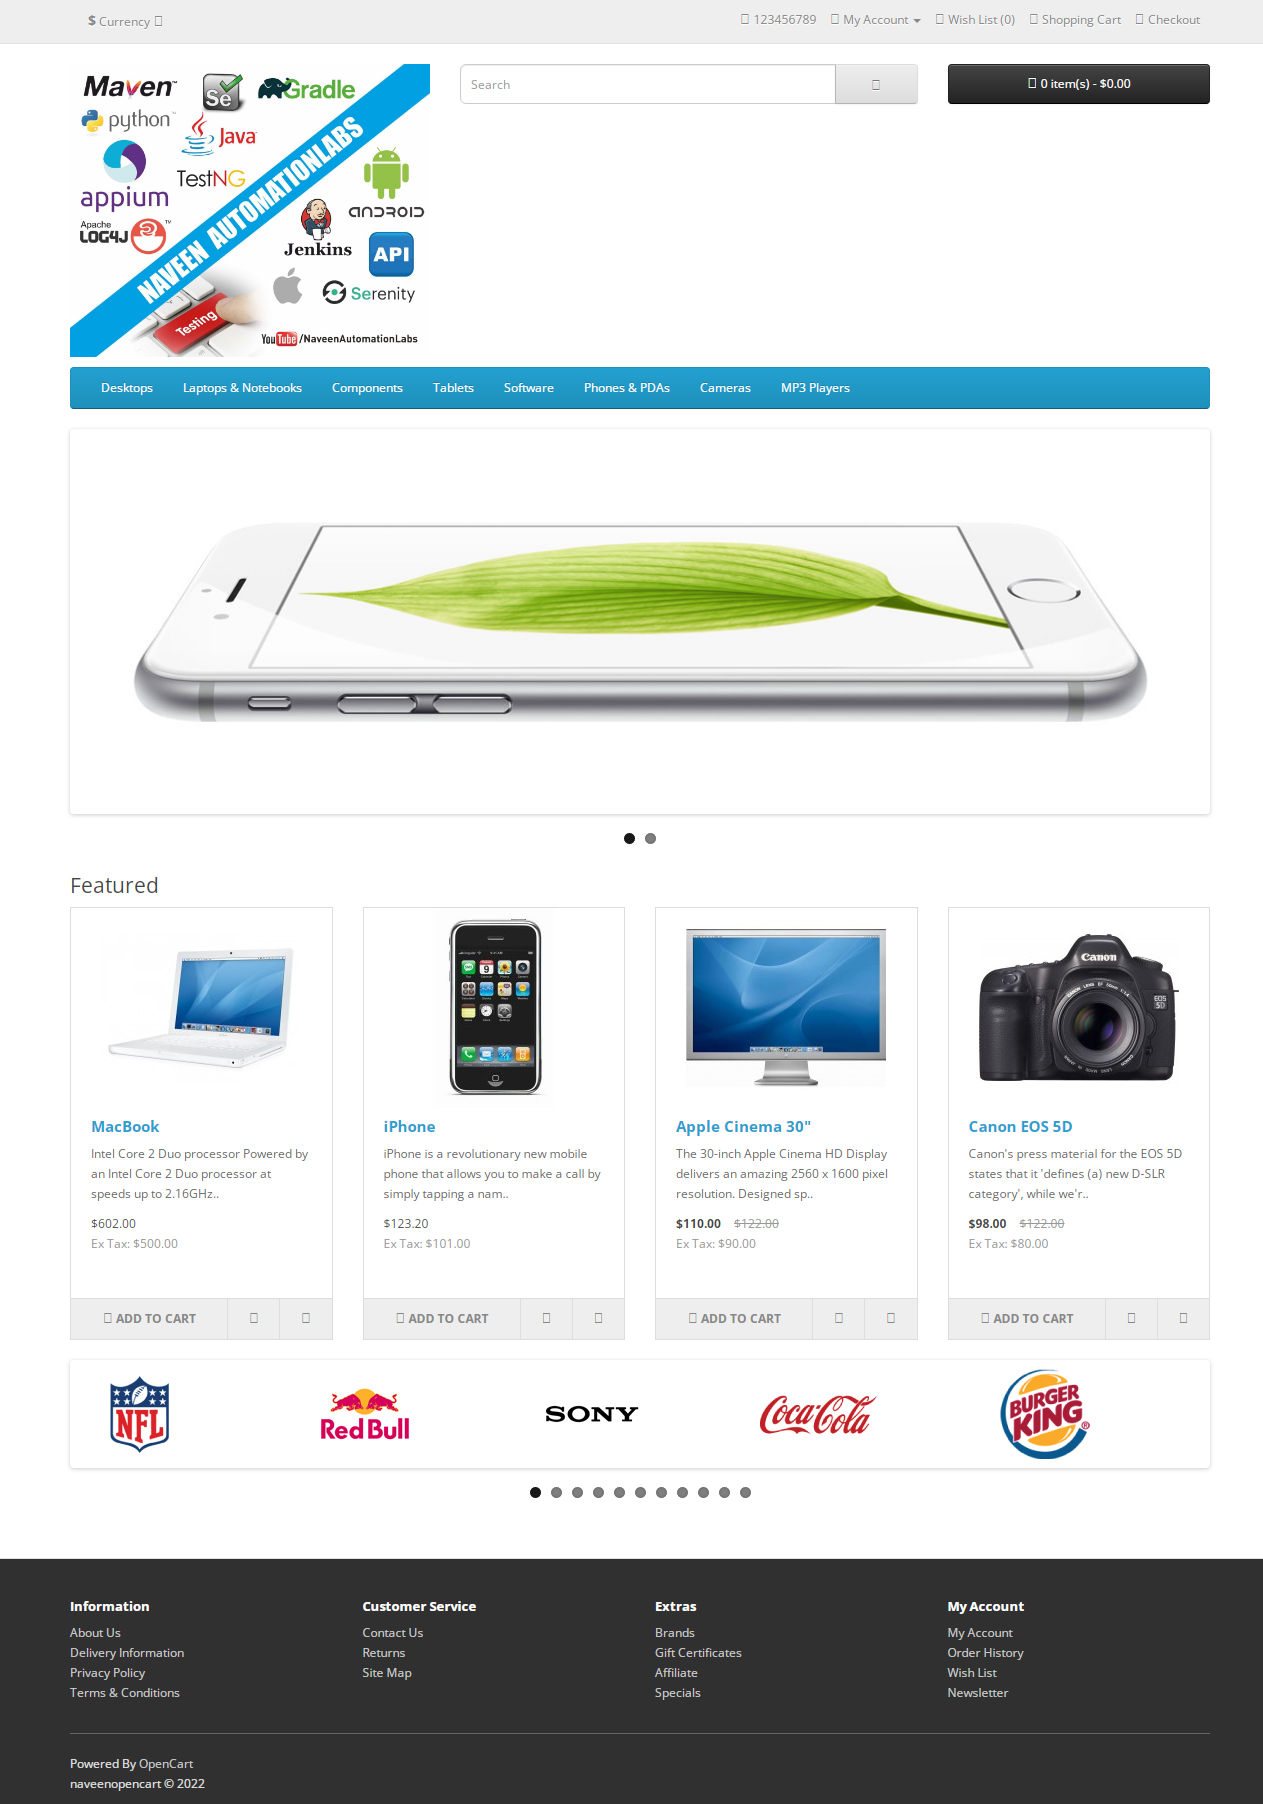 $ Currency
123456789 My Account Wish List (0) Shopping Cart Checkout
Maven™
Se
Gradle
python™
Java
appium
TestNG
Apache
LOG4J™
ANDROID
Jenkins
API
Serenity
NAVEEN AUTOMATIONLABS
Testing
YouTube/NaveenAutomationLabs
Search
0 item(s) - $0.00
Desktops Laptops & Notebooks Components Tablets Software Phones & PDAs Cameras MP3 Players
Featured
MacBook
Intel Core 2 Duo processor Powered by
an Intel Core 2 Duo processor at
speeds up to 2.16GHz..
$602.00
Ex Tax: $500.00
ADD TO CART
iPhone
iPhone is a revolutionary new mobile
phone that allows you to make a call by
simply tapping a nam..
$123.20
Ex Tax: $101.00
ADD TO CART
Apple Cinema 30"
The 30-inch Apple Cinema HD Display
delivers an amazing 2560 x 1600 pixel
resolution. Designed sp..
$110.00 $122.00
Ex Tax: $90.00
ADD TO CART
Canon
EOS
5D
Canon EOS 5D
Canon's press material for the EOS 5D
states that it 'defines (a) new D-SLR
category', while we'r..
$98.00 $122.00
Ex Tax: $80.00
ADD TO CART
NFL
Red Bull
SONY
Coca-Cola
BURGER
KING®
Information
About Us
Delivery Information
Privacy Policy
Terms & Conditions
Customer Service
Contact Us
Returns
Site Map
Extras
Brands
Gift Certificates
Affiliate
Specials
My Account
My Account
Order History
Wish List
Newsletter
Powered By OpenCart
naveenopencart © 2022